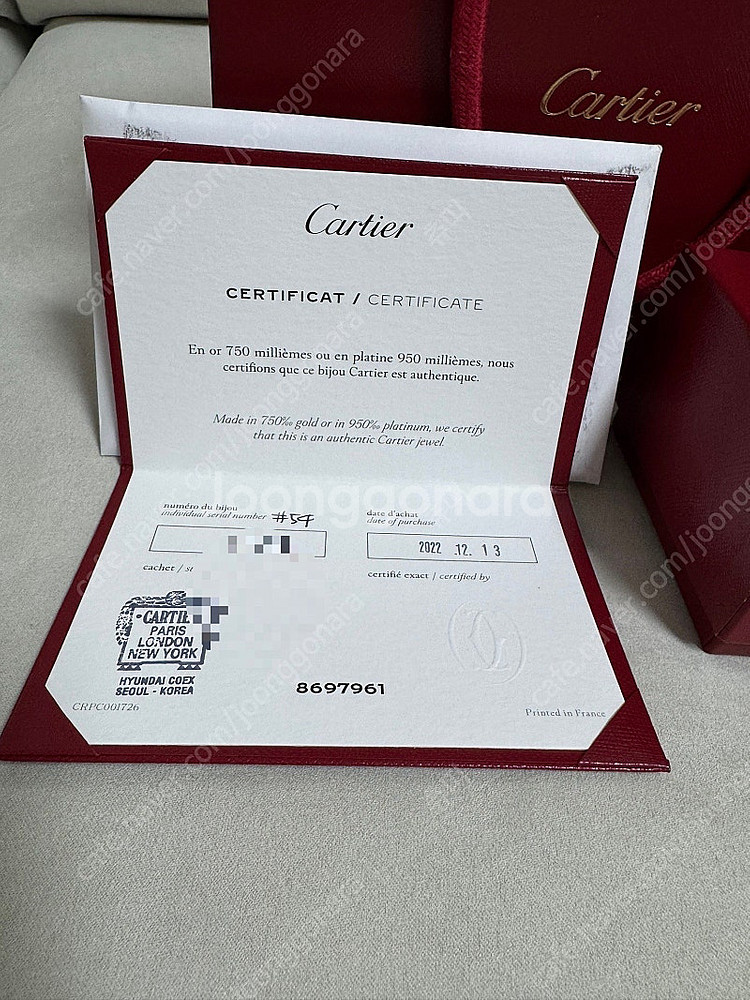 Cartier
Cartier
CERTIFICAT / CERTIFICATE
En or 750 millièmes ou en platine 950 millièmes, nous
certifions que ce bijou Cartier est authentique.
Made in 750‰ gold or in 950‰ platinum, we certify
that this is an authentic Cartier jewel.
joonggonara
numéro du bijou
individual serial number #54
date d'achat
date of purchase
2022 .12. 13
cachet / st
certifié exact / certified by
CARTIE
PARIS
LONDON
NEW YORK
HYUNDAI COEX
SEOUL - KOREA
8697961
CRPC001726
Printed in France
cafe.naver.com/joonggonara